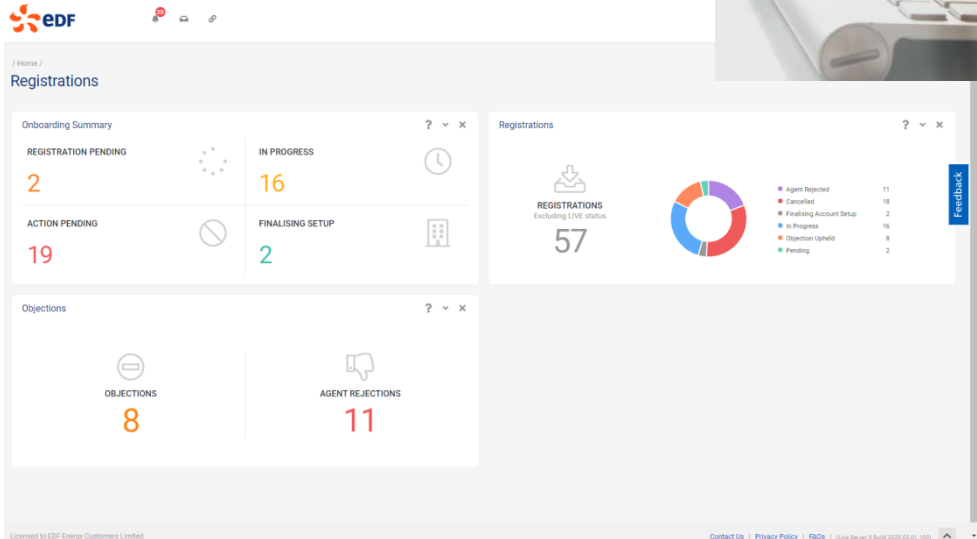 eDF
/ Home /
Registrations
Onboarding Summary
REGISTRATION PENDING
2
IN PROGRESS
16
ACTION PENDING
19
FINALISING SETUP
2
Registrations
REGISTRATIONS
Excluding LIVE status
57
Agent Rejected 11
Cancelled 18
Finalising Account Setup 2
In Progress 16
Objection Upheld 8
Pending 2
Feedback
Objections
OBJECTIONS
8
AGENT REJECTIONS
11
Licensed to EDF Energy Customers Limited
Contact Us | Privacy Policy | FAQs |